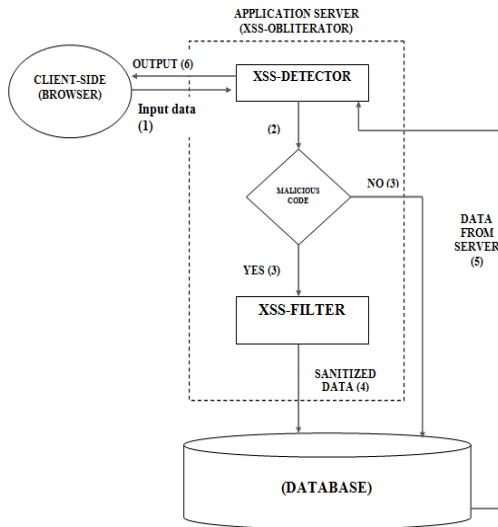 APPLICATION SERVER
(XSS-OBLITERATOR)
OUTPUT (6)
XSS-DETECTOR
CLIENT-SIDE
(BROWSER)
Input data
(1)
(2)
MALICIOUS
CODE
NO (3)
DATA
FROM
SERVER
(5)
YES (3)
XSS-FILTER
SANITIZED
DATA (4)
(DATABASE)